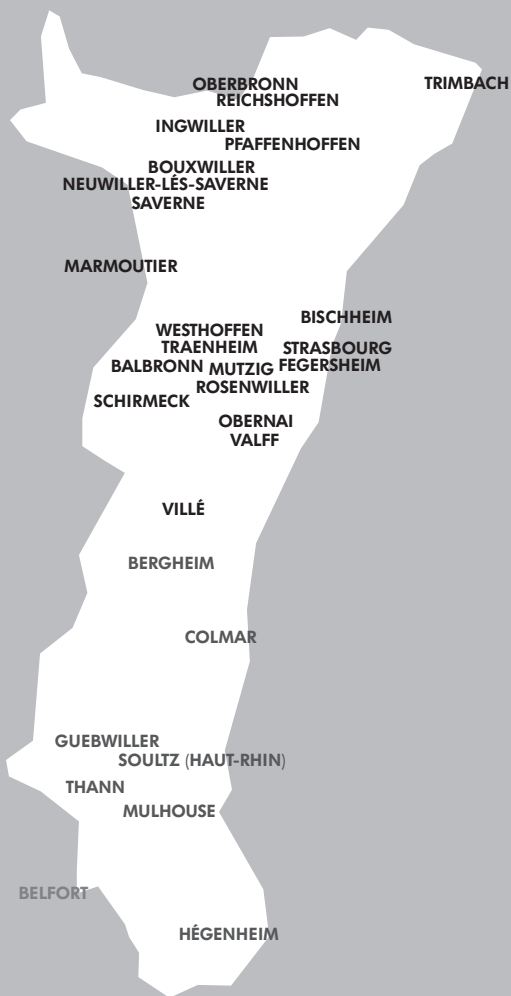 OBERBRONN
TRIMBACH
REICHSHOFFEN
INGWILLER
PFAFFENHOFFEN
BOUXWILLER
NEUWILLER-LÉS-SAVERNE
SAVERNE
MARMOUTIER
BISCHHEIM
WESTHOFFEN
TRAENHEIM
STRASBOURG
BALBRONN
MUTZIG
FEGERSHEIM
ROSENWILLER
SCHIRMECK
OBERNAI
VALFF
VILLÉ
BERGHEIM
COLMAR
GUEBWILLER
SOULTZ (HAUT-RHIN)
THANN
MULHOUSE
BELFORT
HÉGENHEIM